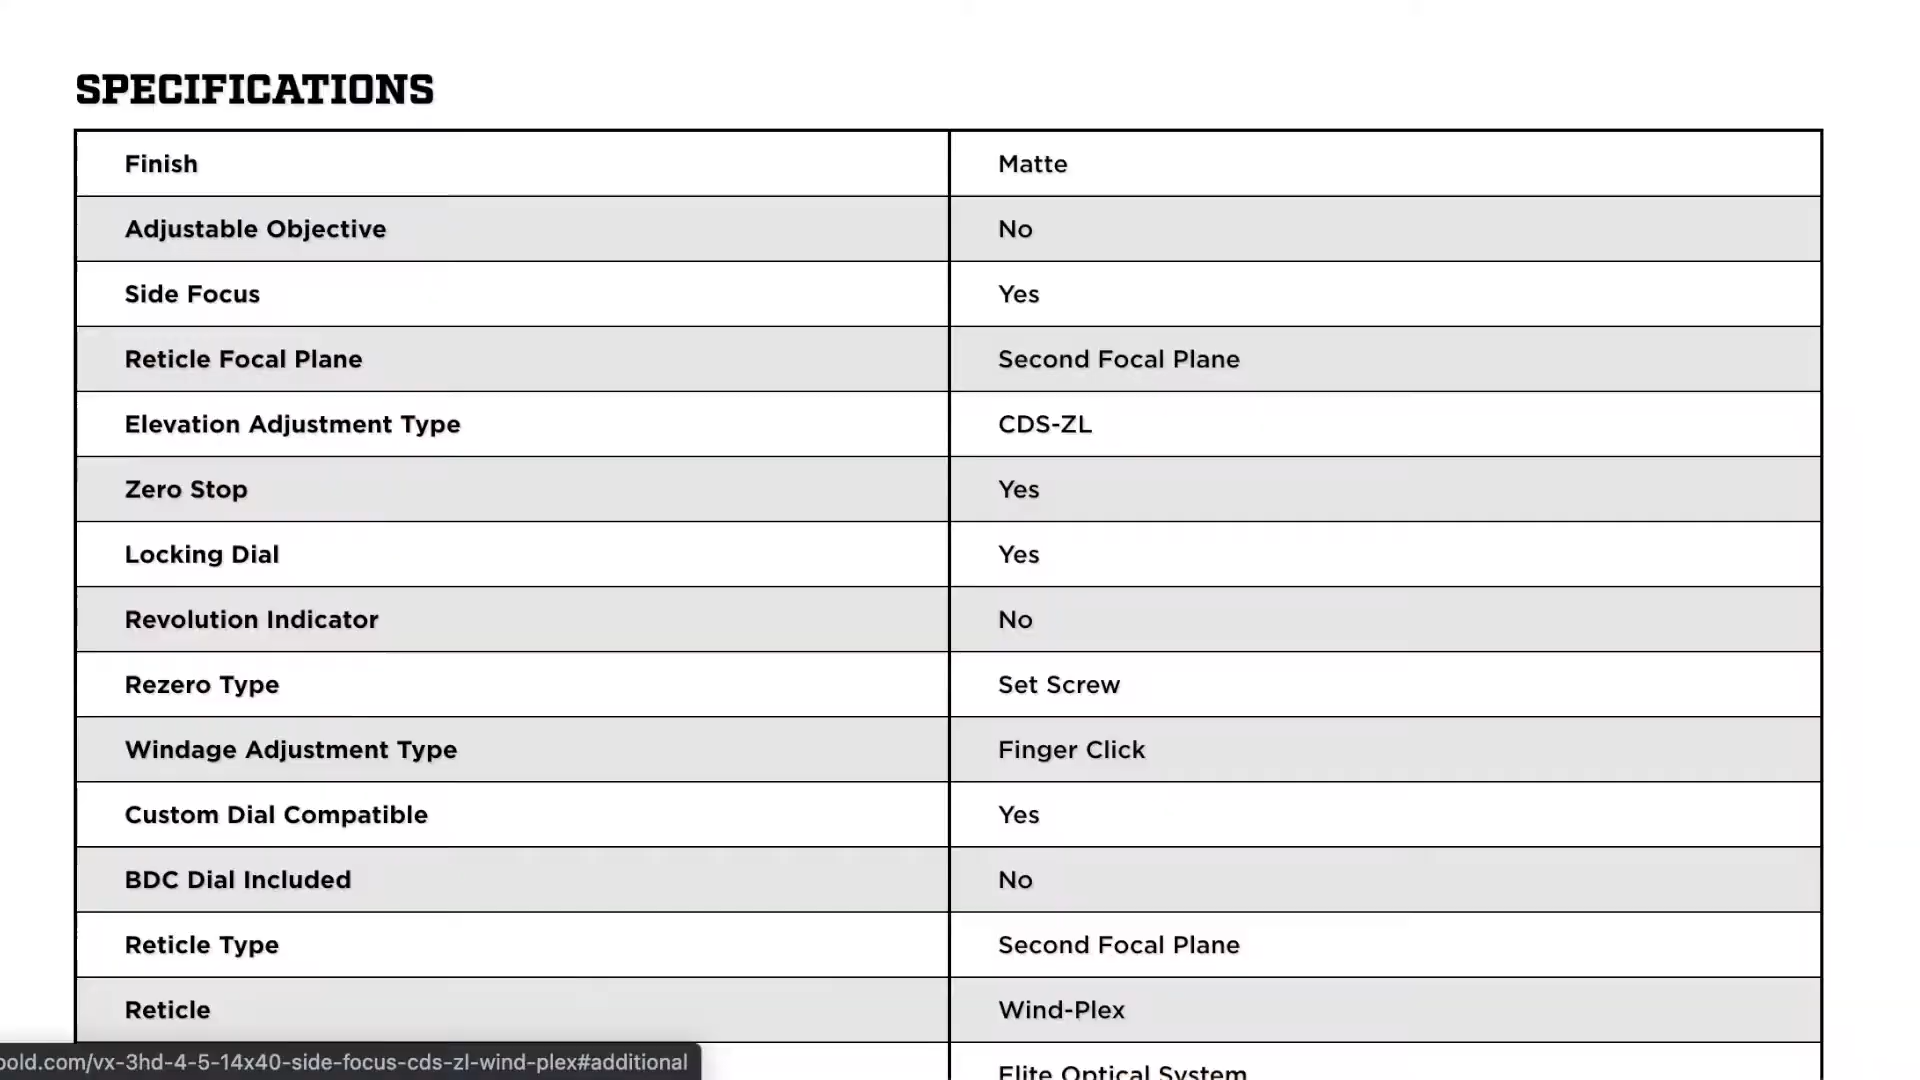 SPECIFICATIONS
Finish Matte
Adjustable Objective No
Side Focus Yes
Reticle Focal Plane Second Focal Plane
Elevation Adjustment Type CDS-ZL
Zero Stop Yes
Locking Dial Yes
Revolution Indicator No
Rezero Type Set Screw
Windage Adjustment Type Finger Click
Custom Dial Compatible Yes
BDC Dial Included No
Reticle Type Second Focal Plane
Reticle Wind-Plex
Elite Optical System
oold.com/vx-3hd-4-5-14x40-side-focus-cds-zl-wind-plex#additional